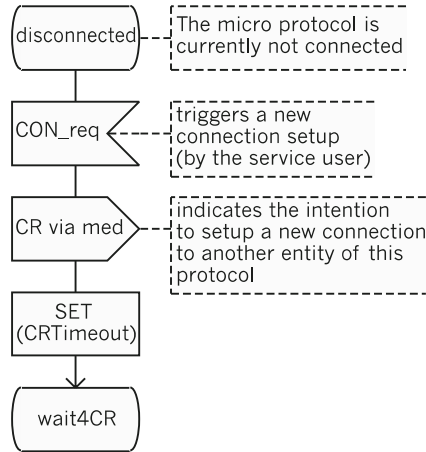 disconnected
The micro protocol is
currently not connected
CON_req
triggers a new
connection setup
(by the service user)
CR via med
indicates the intention
to setup a new connection
to another entity of this
protocol
SET
(CRTimeout)
wait4CR